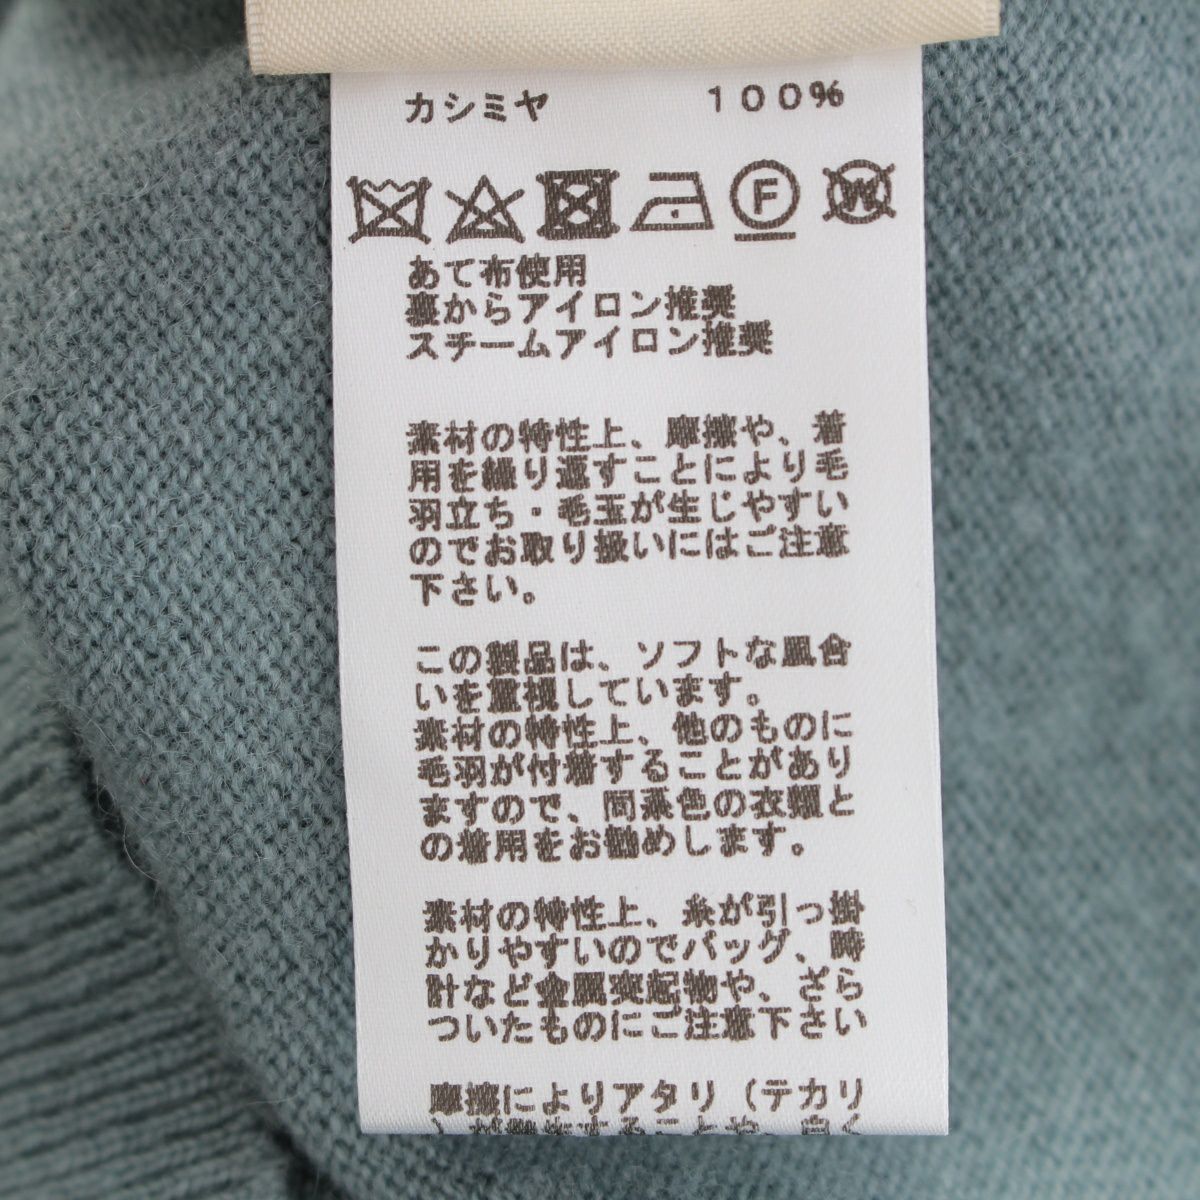 カシミヤ　１００％
F W
あて布使用
裏からアイロン推奨
スチームアイロン推奨
素材の特性上、摩擦や、着
用を繰り返すことにより毛
羽立ち・毛玉が生じやすい
のでお取り扱いにはご注意
下さい。
この製品は、ソフトな風合
いを重視しています。
素材の特性上、他のものに
毛羽が付着することがあり
ますので、同系色の衣類と
の着用をお勧めします。
素材の特性上、糸が引っ掛
かりやすいのでバッグ、時
計など金属突起物や、ざら
ついたものにご注意下さい
摩擦によりアタリ（テカリ
）が発生することや、白く